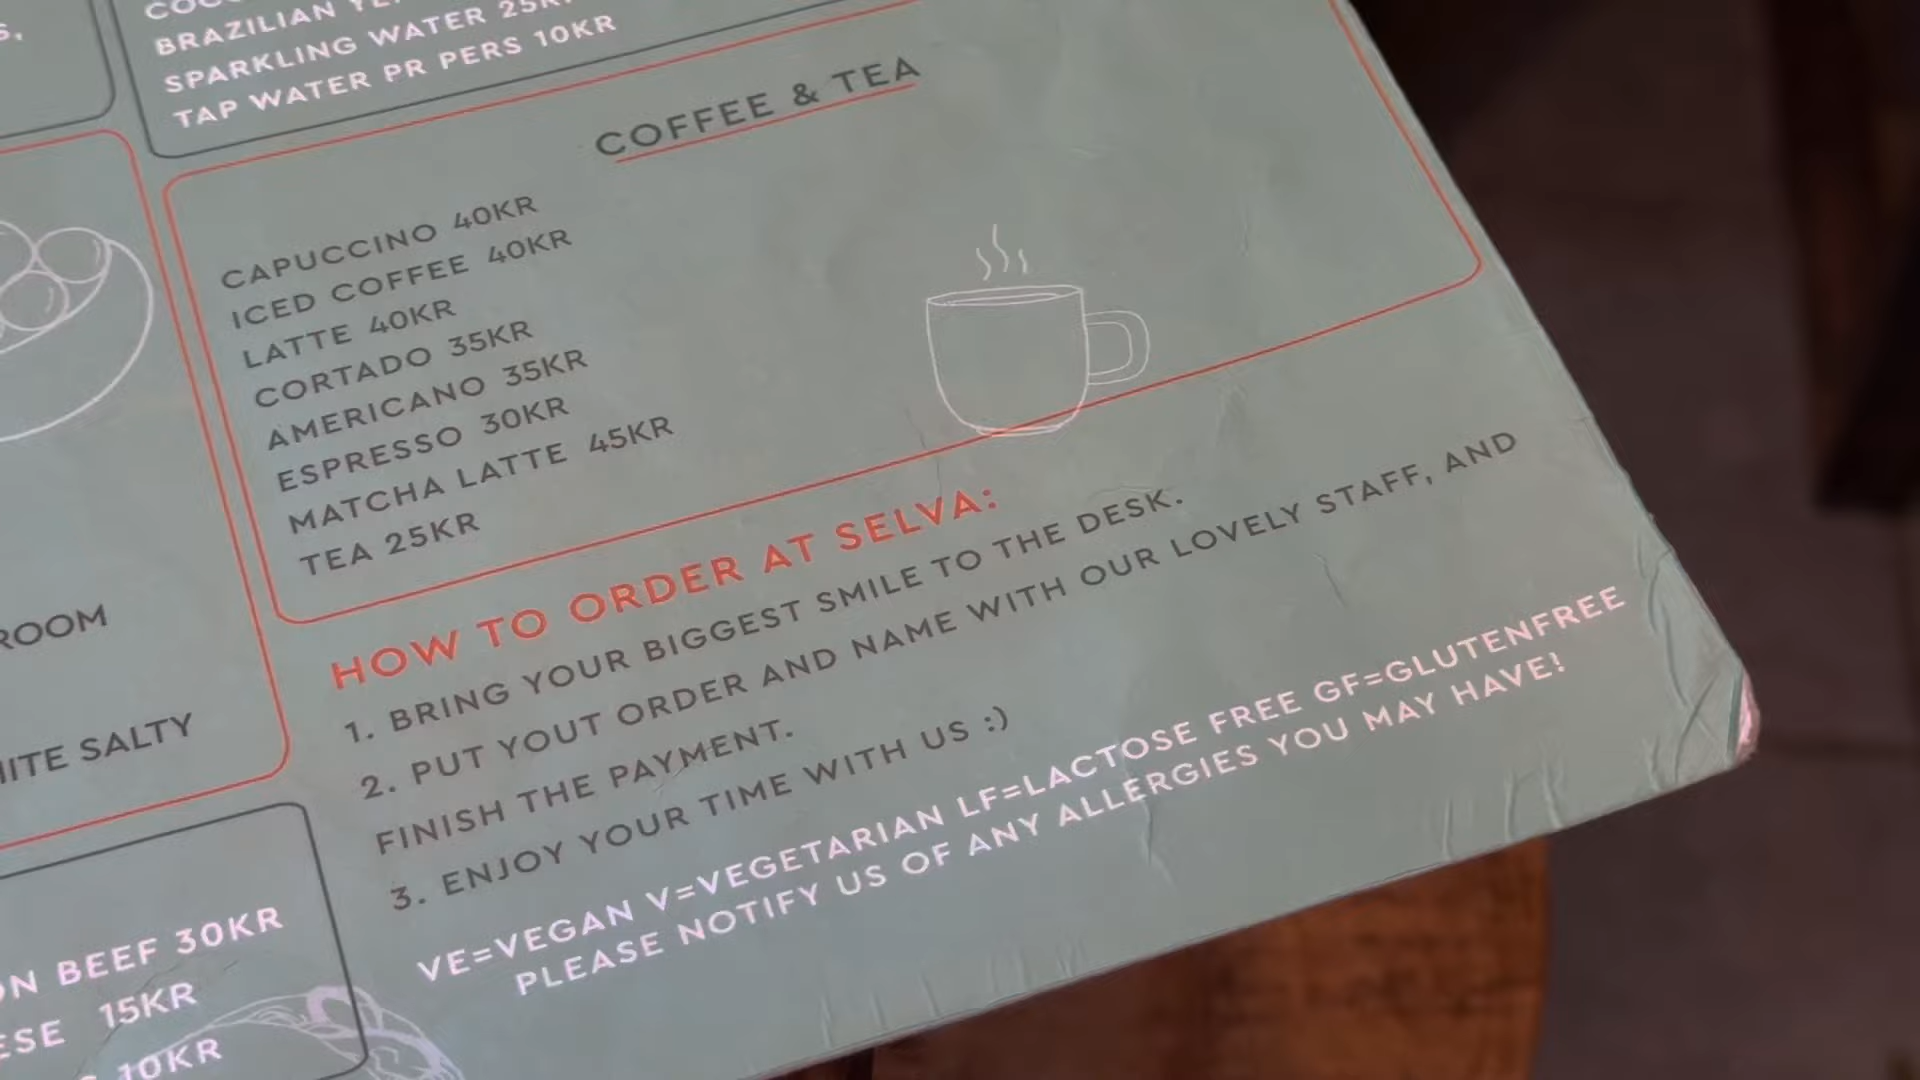 BRAZILIAN
SPARKLING WATER
TAP WATER PR PERS 10KR
COFFEE & TEA
CAPUCCINO 40KR
ICED COFFEE 40KR
LATTE 40KR
CORTADO 35KR
AMERICANO 35KR
ESPRESSO 30KR
MATCHA LATTE 45KR
TEA 25KR
HOW TO ORDER AT SELVA:
1. BRING YOUR BIGGEST SMILE TO THE DESK.
2. PUT YOUT ORDER AND NAME WITH OUR LOVELY STAFF, AND
FINISH THE PAYMENT.
3. ENJOY YOUR TIME WITH US :)
VE=VEGAN V=VEGETARIAN LF=LACTOSE FREE GF=GLUTENFREE
PLEASE NOTIFY US OF ANY ALLERGIES YOU MAY HAVE!
SALTY
BEEF 30KR
15KR
10KR